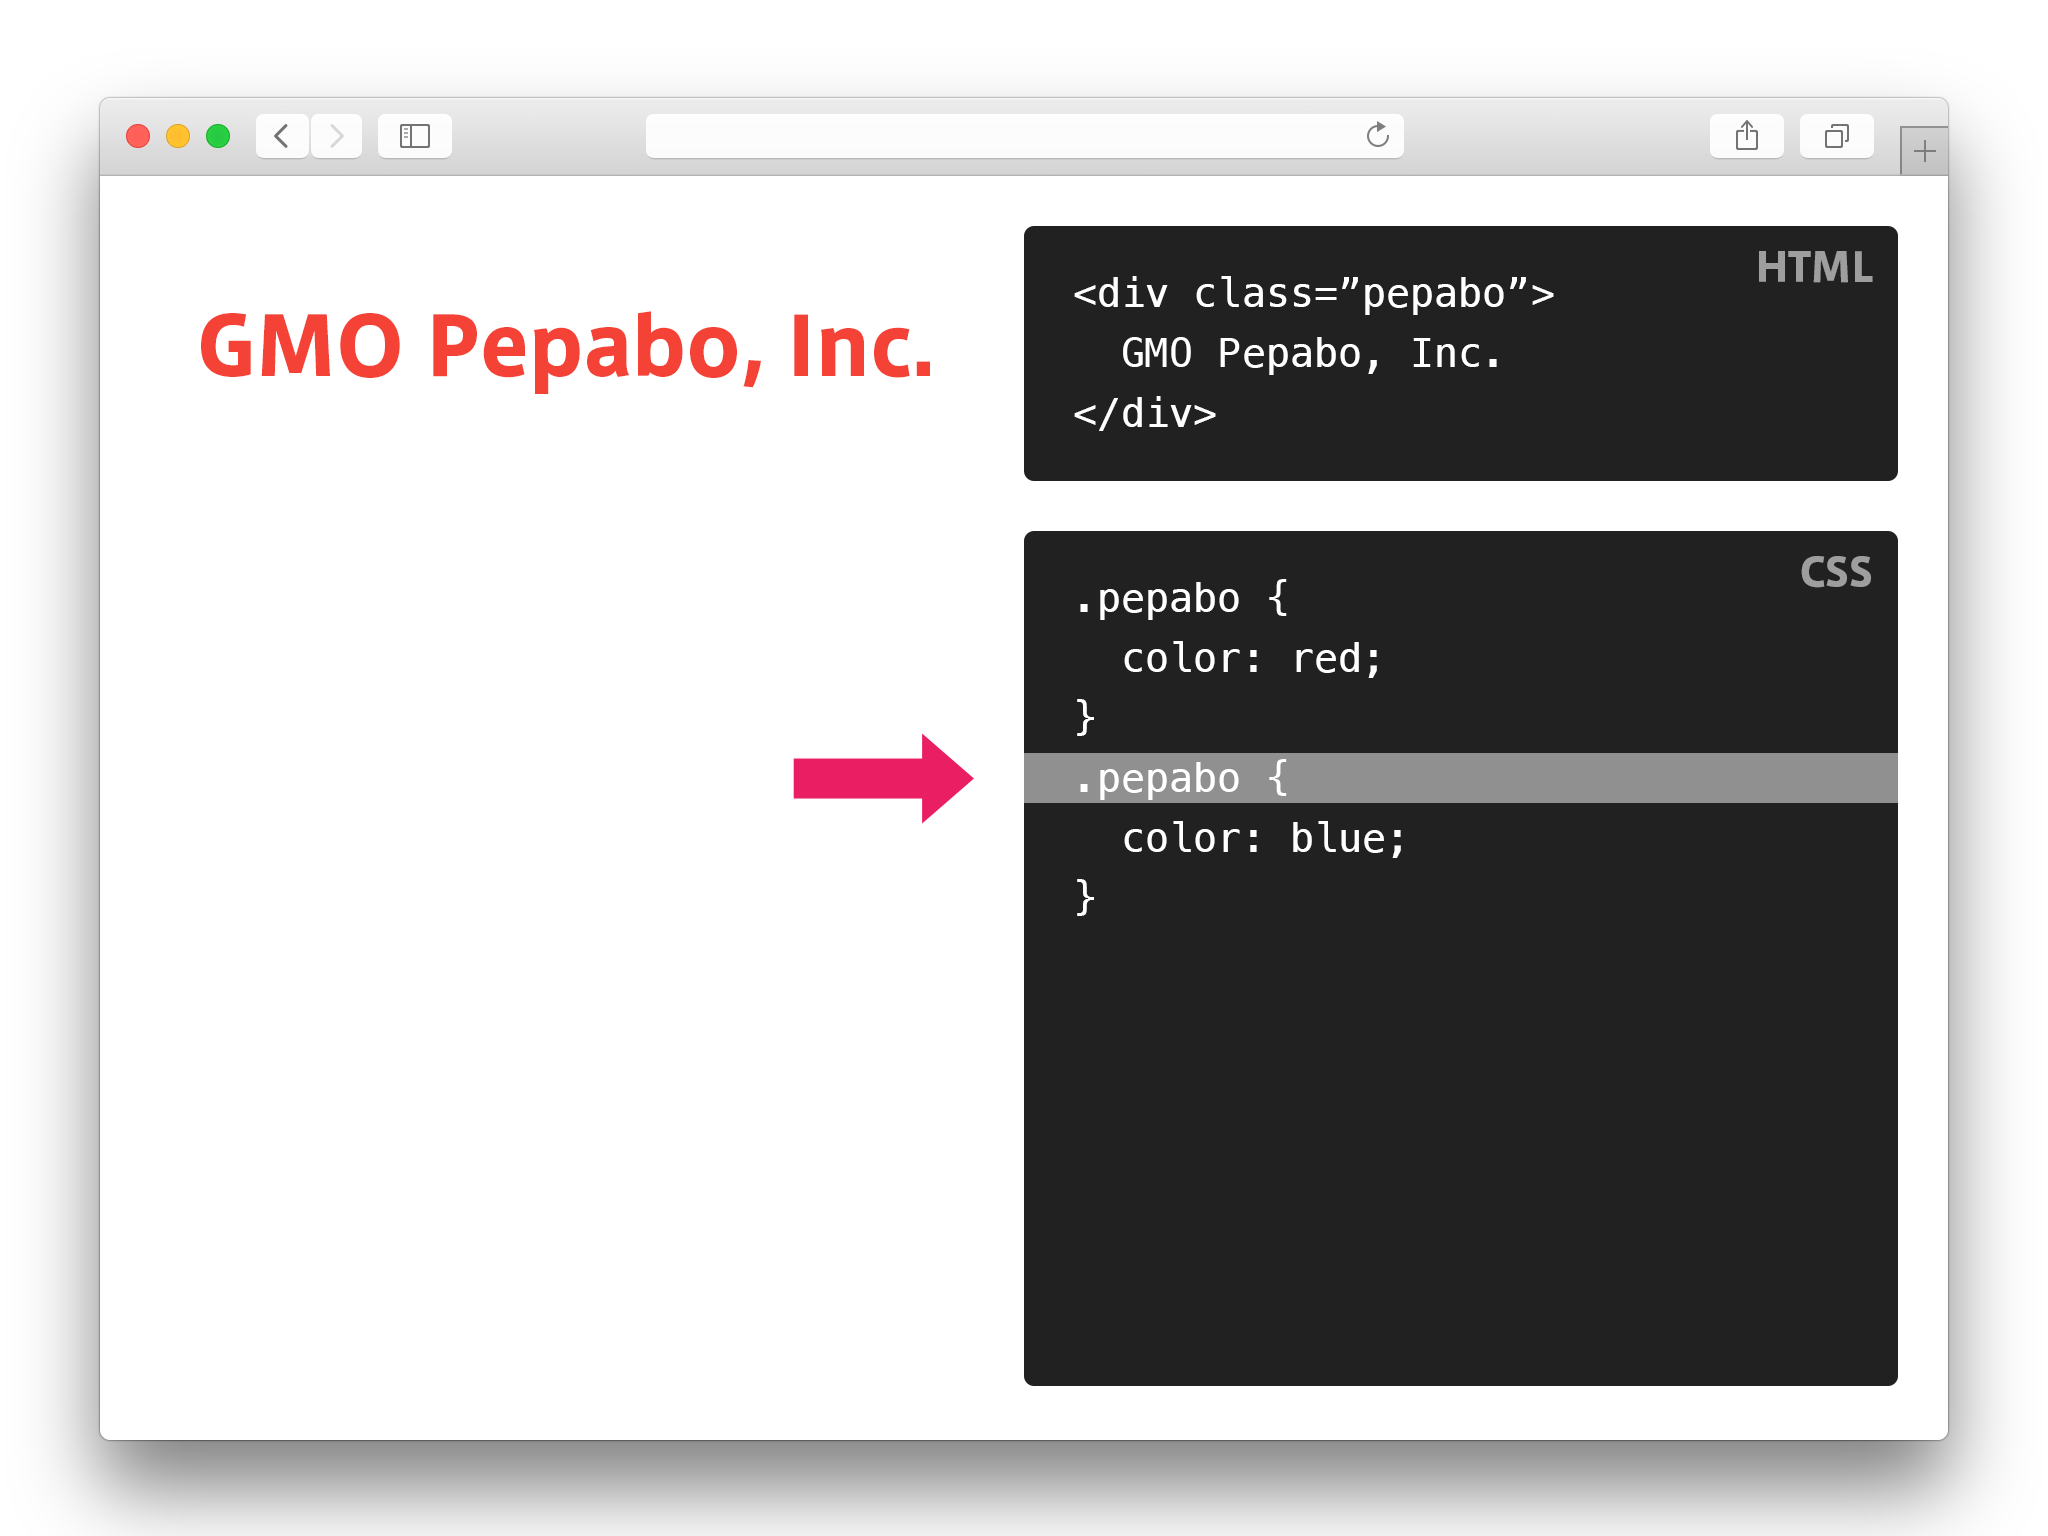 GMO Pepabo, Inc.
HTML
<div class=”pepabo”>
  GMO Pepabo, Inc.
</div>
CSS
.pepabo {
  color: red;
}
.pepabo {
  color: blue;
}